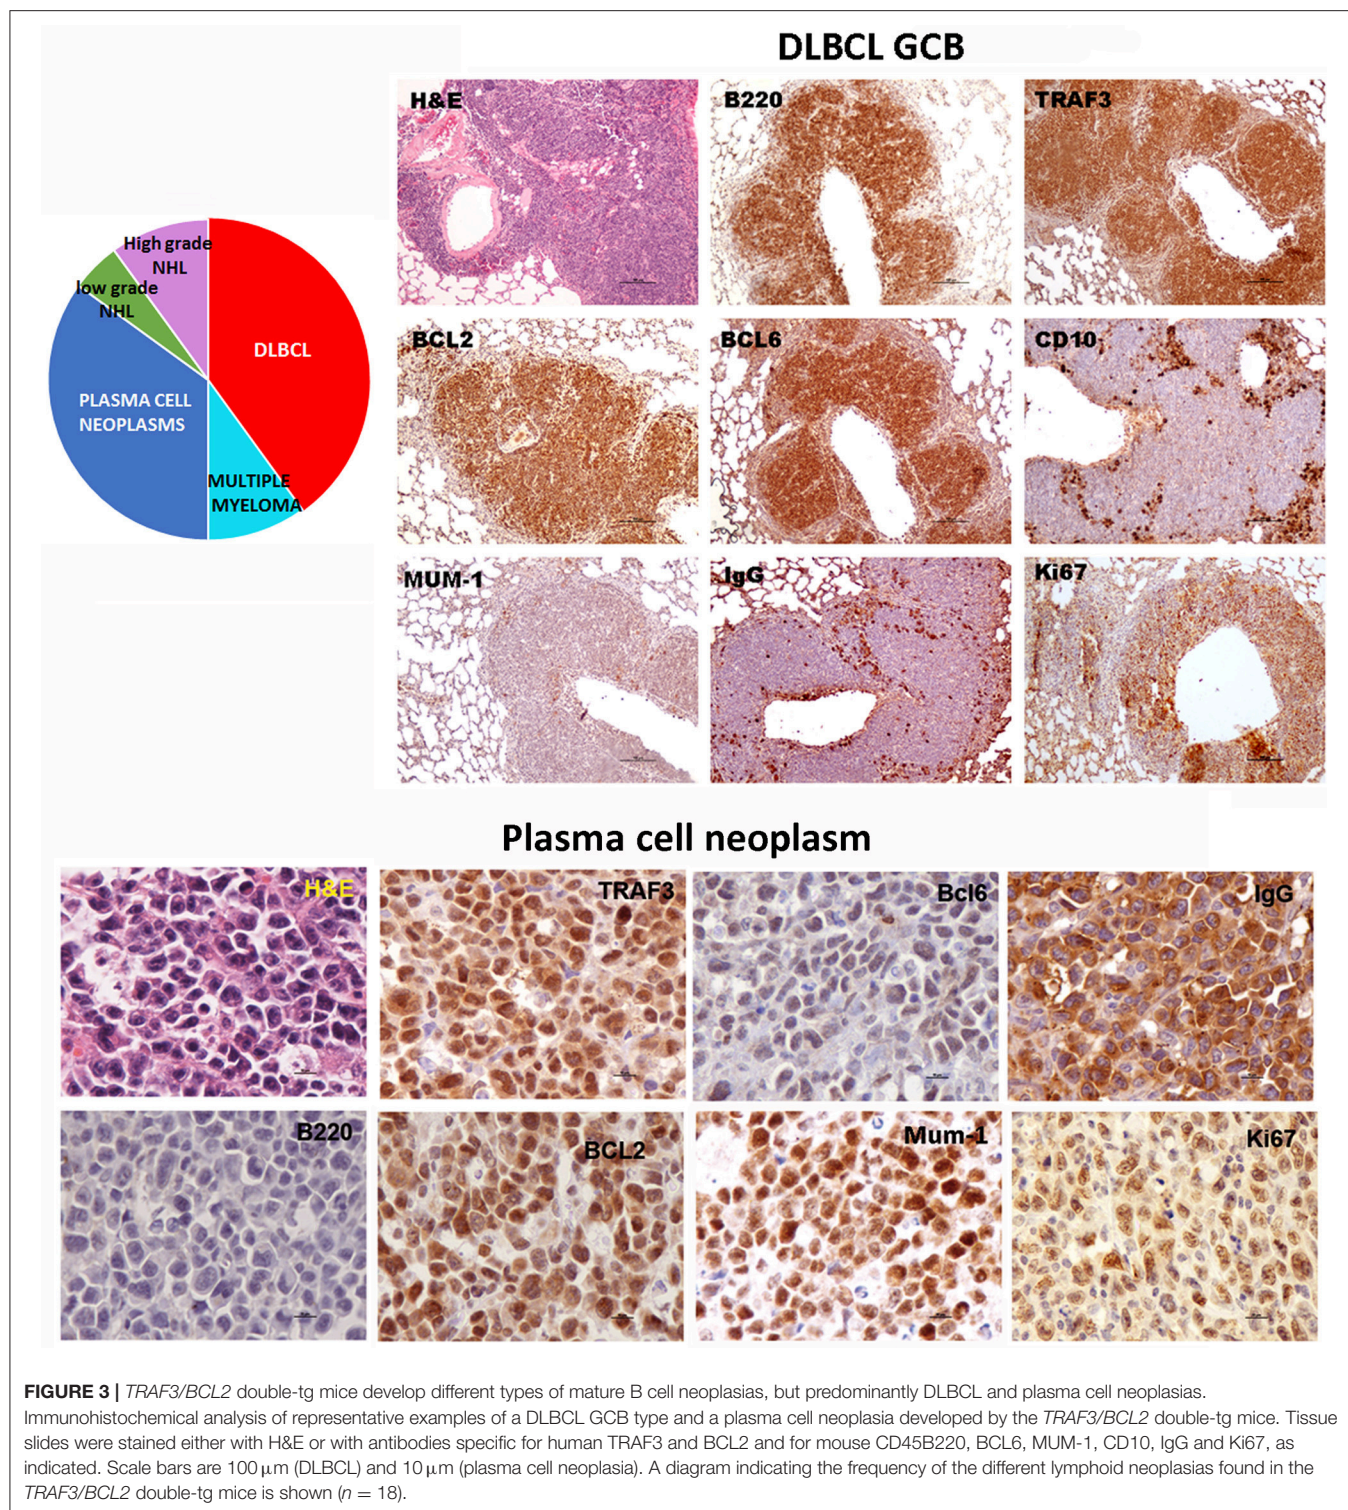 DLBCL GCB
H&E
B220
TRAF3
High grade
NHL
low grade
NHL
DLBCL
PLASMA CELL
NEOPLASMS
MULTIPLE
MYELOMA
BCL2
BCL6
CD10
MUM-1
IgG
Ki67
Plasma cell neoplasm
H&E
TRAF3
Bcl6
IgG
B220
BCL2
Mum-1
Ki67
FIGURE 3 | TRAF3/BCL2 double-tg mice develop different types of mature B cell neoplasias, but predominantly DLBCL and plasma cell neoplasias.
Immunohistochemical analysis of representative examples of a DLBCL GCB type and a plasma cell neoplasia developed by the TRAF3/BCL2 double-tg mice. Tissue
slides were stained either with H&E or with antibodies specific for human TRAF3 and BCL2 and for mouse CD45B220, BCL6, MUM-1, CD10, IgG and Ki67, as
indicated. Scale bars are 100 μm (DLBCL) and 10 μm (plasma cell neoplasia). A diagram indicating the frequency of the different lymphoid neoplasias found in the
TRAF3/BCL2 double-tg mice is shown (n = 18).